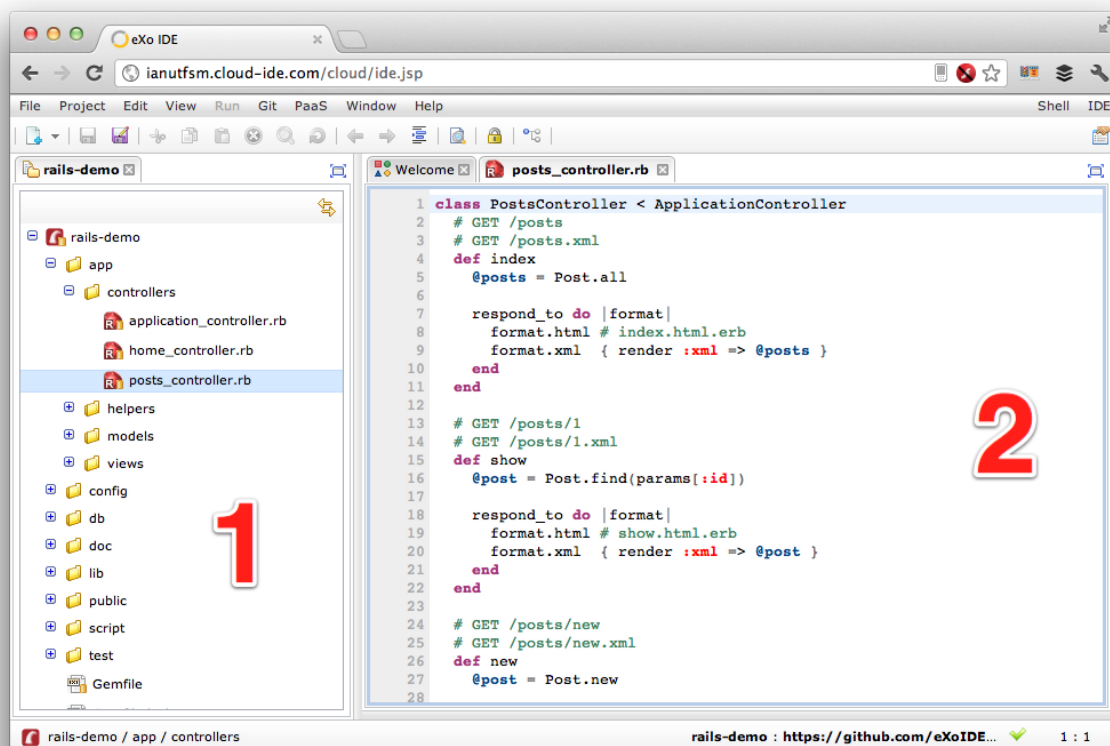 eXo IDE
ianutfsm.cloud-ide.com/cloud/ide.jsp
File Project Edit View Run Git PaaS Window Help Shell IDE
rails-demo
Welcome posts_controller.rb
rails-demo
app
controllers
application_controller.rb
home_controller.rb
posts_controller.rb
helpers
models
views
config
db
doc
lib
public
script
test
Gemfile
1
1 class PostsController < ApplicationController
2 # GET /posts
3 # GET /posts.xml
4 def index
5 @posts = Post.all
6
7 respond_to do |format|
8 format.html # index.html.erb
9 format.xml { render :xml => @posts }
10 end
11 end
12
13 # GET /posts/1
14 # GET /posts/1.xml
15 def show
16 @post = Post.find(params[:id])
17
18 respond_to do |format|
19 format.html # show.html.erb
20 format.xml { render :xml => @post }
21 end
22 end
23
24 # GET /posts/new
25 # GET /posts/new.xml
26 def new
27 @post = Post.new
28
2
rails-demo / app / controllers
rails-demo : https://github.com/eXoIDE... 1 : 1